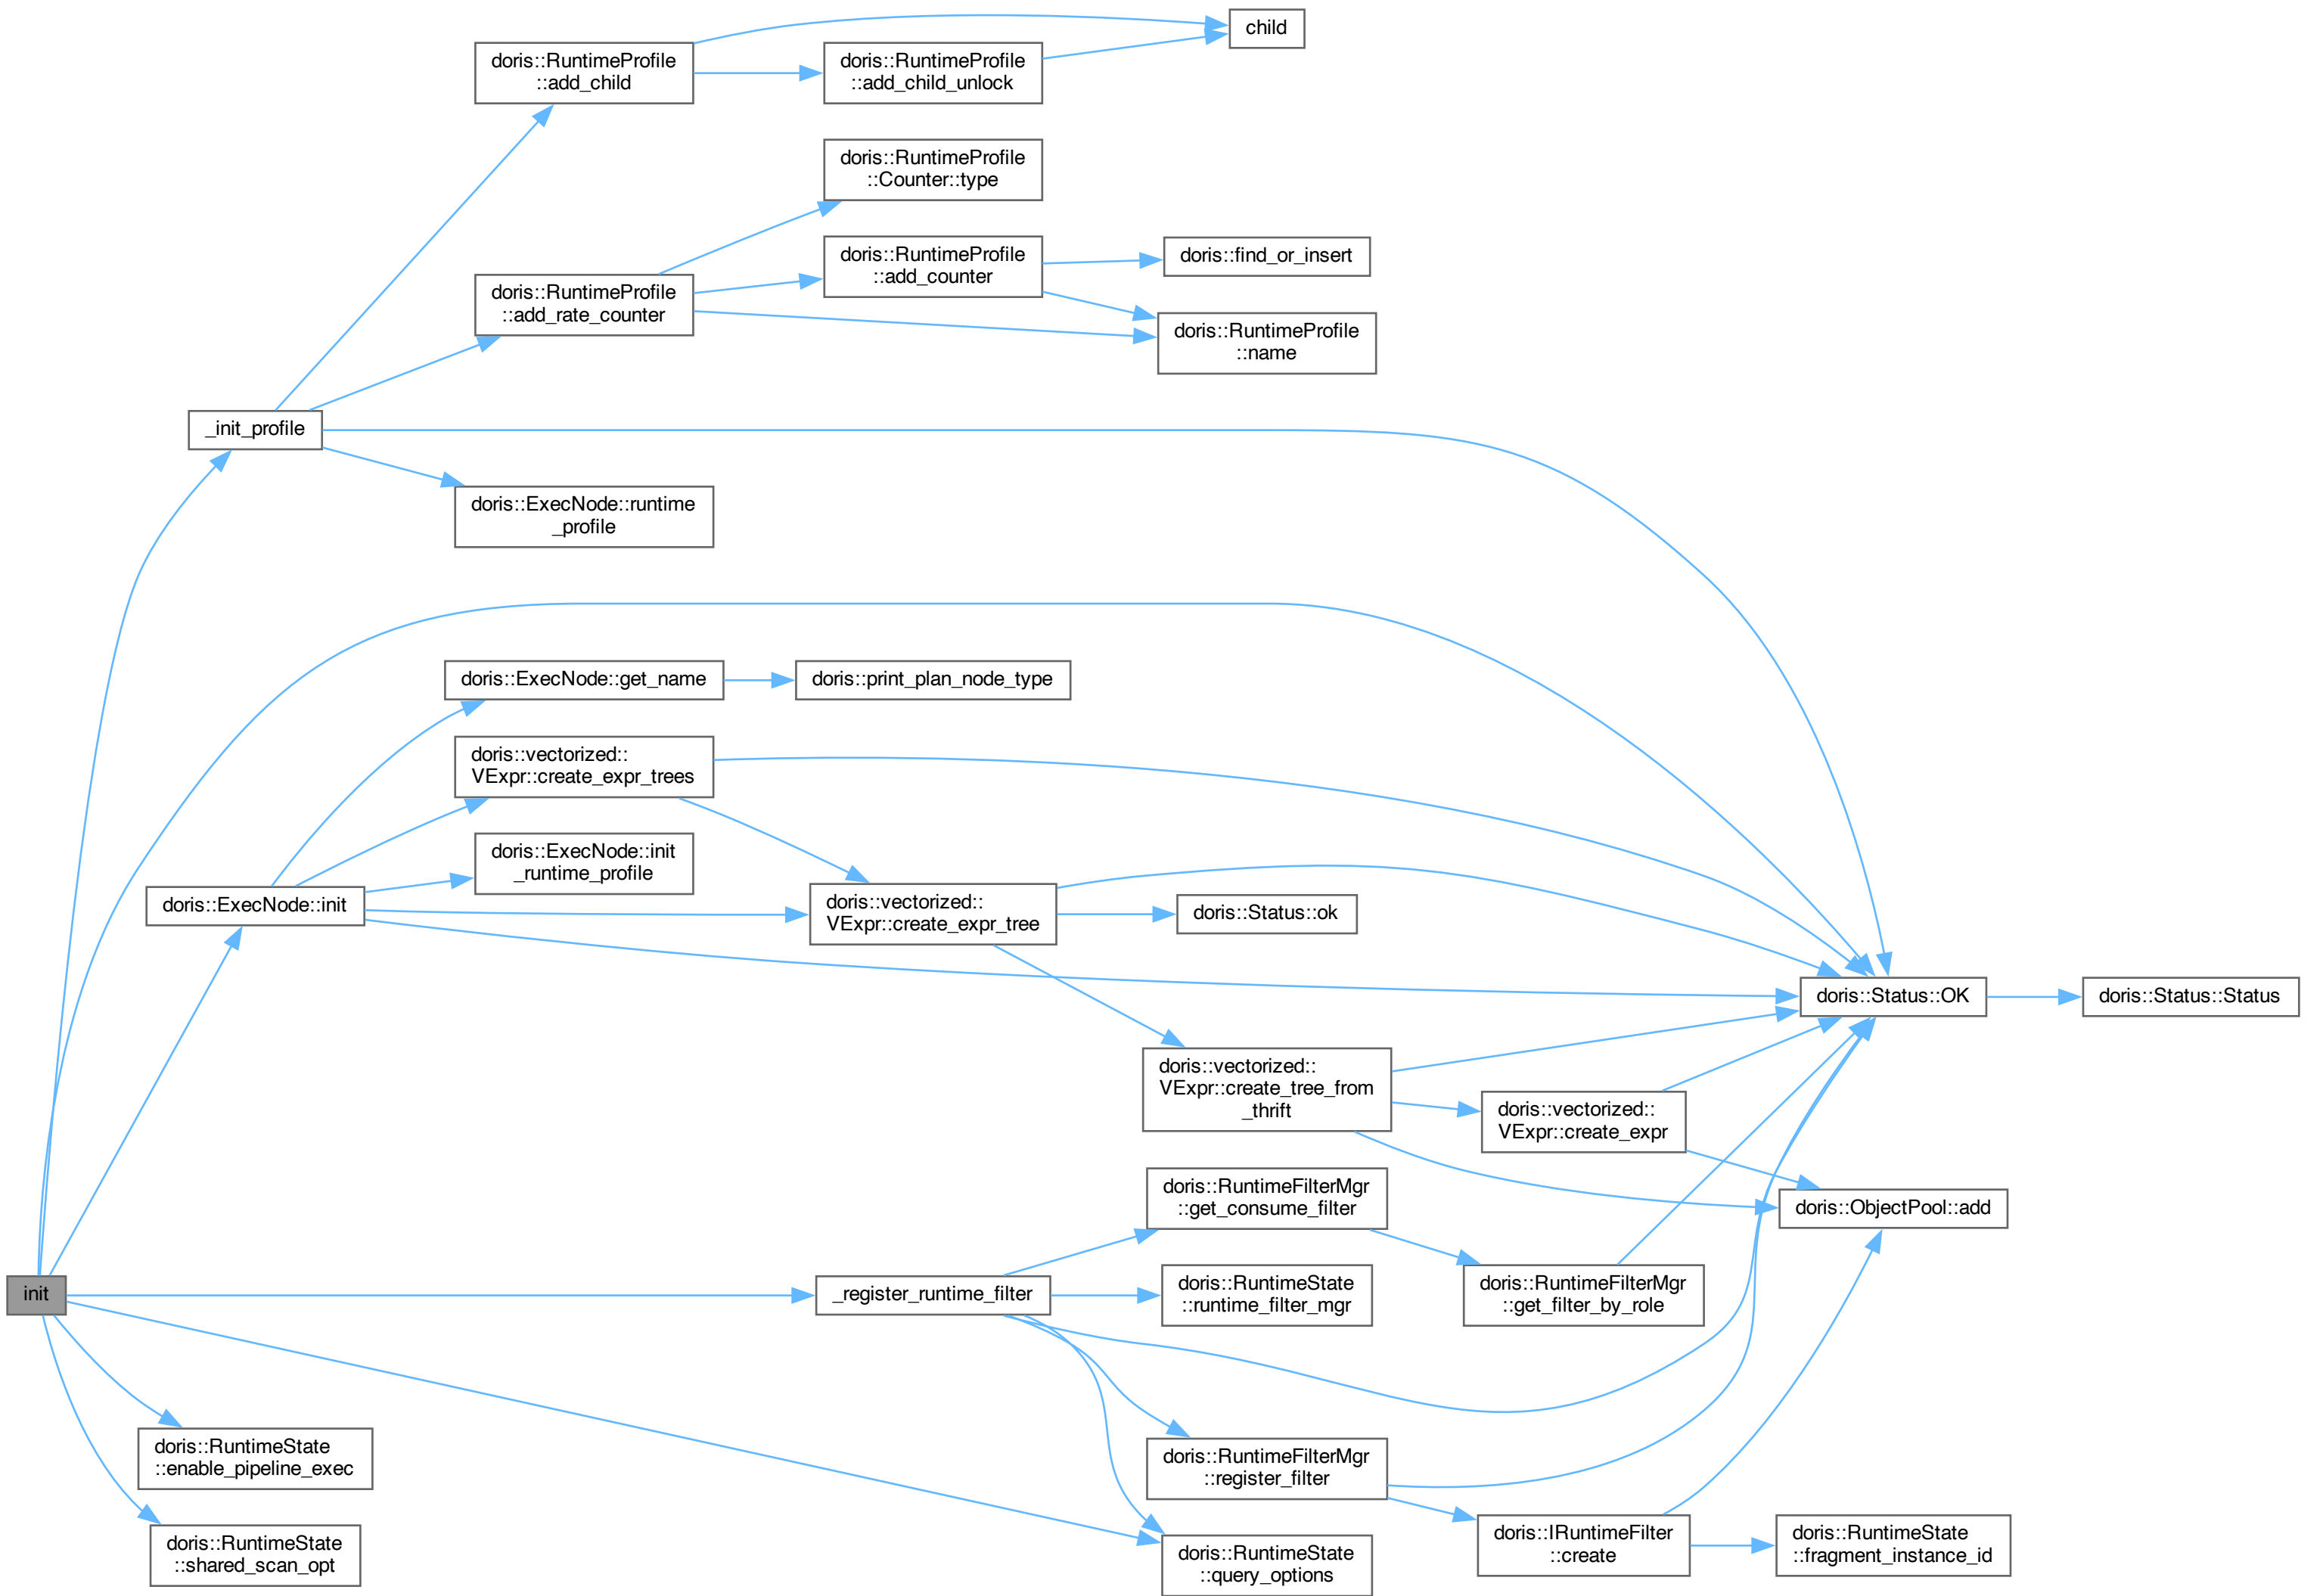 child
doris::RuntimeProfile
::add_child
doris::RuntimeProfile
::add_child_unlock
doris::RuntimeProfile
::Counter::type
doris::RuntimeProfile
::add_counter
doris::find_or_insert
doris::RuntimeProfile
::add_rate_counter
doris::RuntimeProfile
::name
_init_profile
doris::ExecNode::runtime
_profile
doris::ExecNode::get_name
doris::print_plan_node_type
doris::vectorized::
VExpr::create_expr_trees
doris::ExecNode::init
_runtime_profile
doris::ExecNode::init
doris::vectorized::
VExpr::create_expr_tree
doris::Status::ok
doris::Status::OK
doris::Status::Status
doris::vectorized::
VExpr::create_tree_from
_thrift
doris::vectorized::
VExpr::create_expr
doris::RuntimeFilterMgr
::get_consume_filter
doris::ObjectPool::add
init
_register_runtime_filter
doris::RuntimeState
::runtime_filter_mgr
doris::RuntimeFilterMgr
::get_filter_by_role
doris::RuntimeState
::enable_pipeline_exec
doris::RuntimeFilterMgr
::register_filter
doris::RuntimeState
::shared_scan_opt
doris::RuntimeState
::query_options
doris::IRuntimeFilter
::create
doris::RuntimeState
::fragment_instance_id